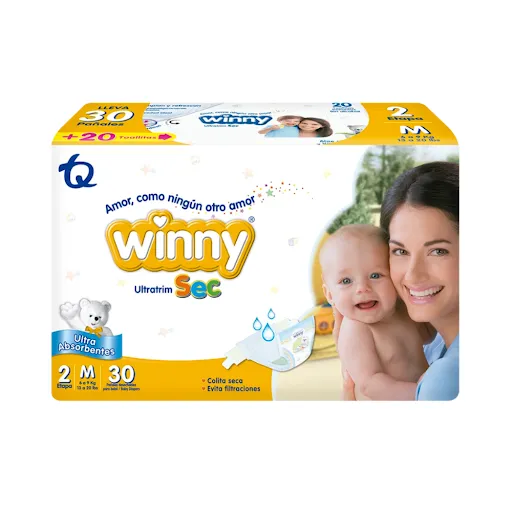 LLEVA
30
Pañales
+20 Toallitas
winny
Ultratrim Sec
20
2
Etapa
M
6 a 9 Kg
13 a 20 lbs
TQ
Amor, como ningún otro amor
winny®
Ultratrim Sec
Ultra
Absorbentes
2 M 30
Etapa 6 a 9 Kg
13 a 20 lbs
• Colita seca
• Evita filtraciones